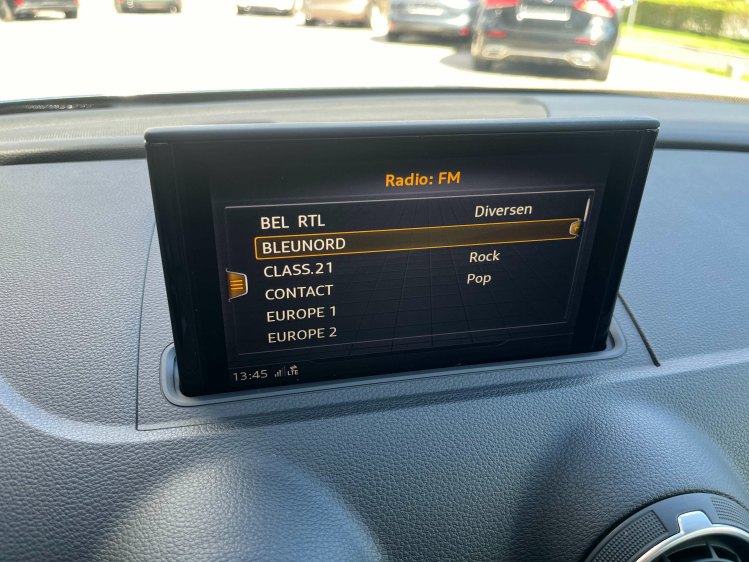 Radio: FM
BEL RTL Diversen
BLEUNORD
CLASS.21 Rock
CONTACT Pop
EUROPE 1
EUROPE 2
13:45 LTE